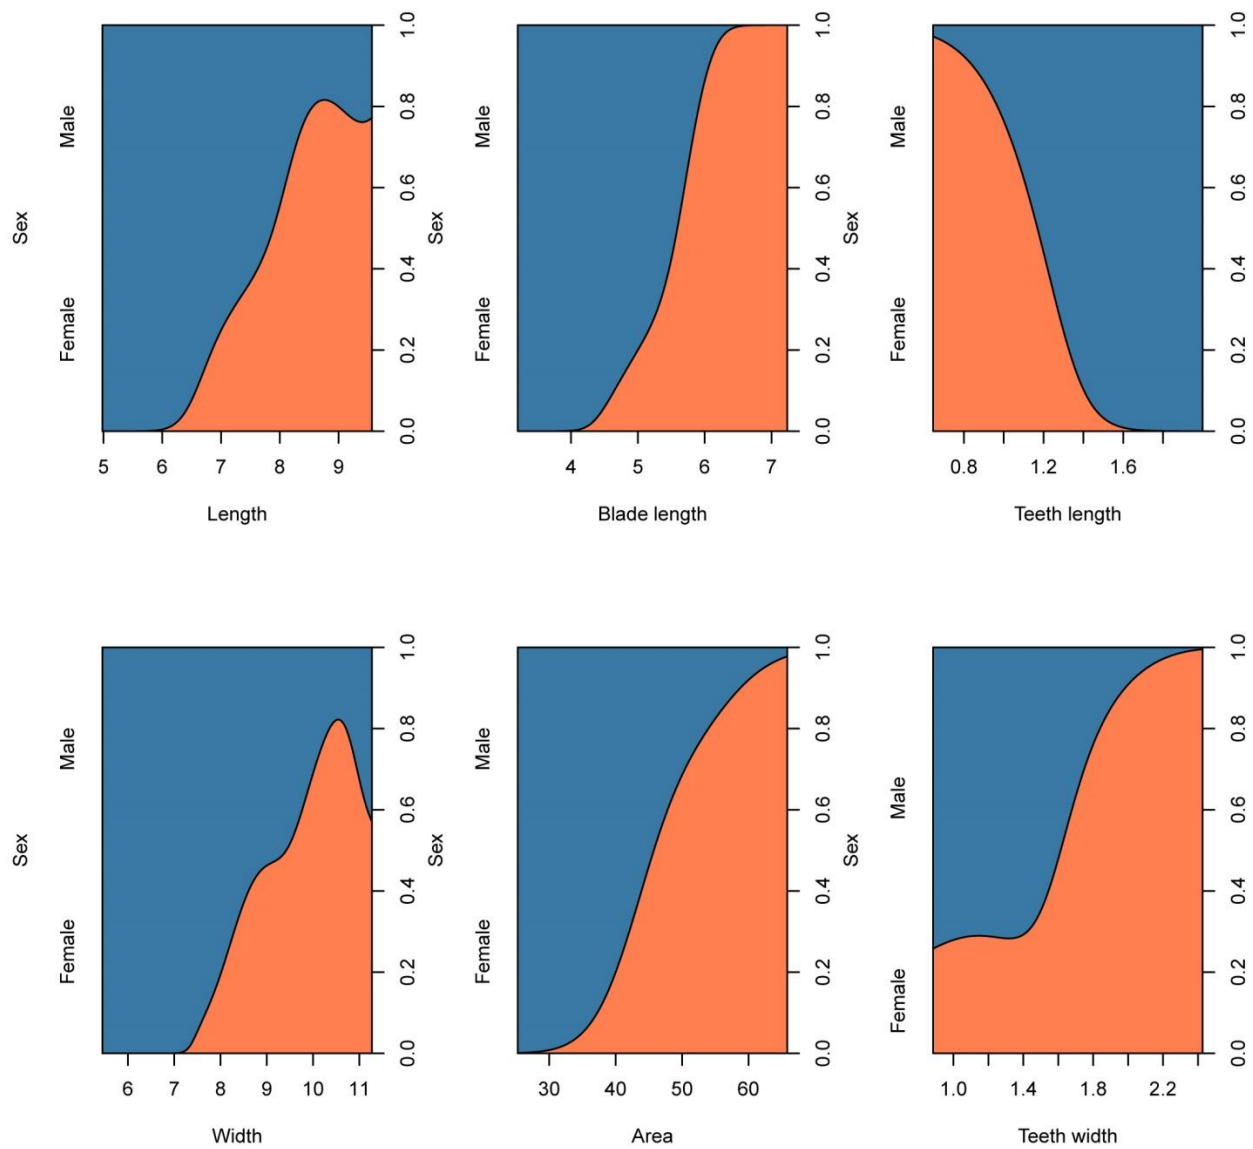 Sex
Female
Male
0.0 0.2 0.4 0.6 0.8 1.0
5 6 7 8 9
Length
Sex
Female
Male
0.0 0.2 0.4 0.6 0.8 1.0
4 5 6 7
Blade length
Sex
Female
Male
0.0 0.2 0.4 0.6 0.8 1.0
0.8 1.2 1.6
Teeth length
Sex
Female
Male
0.0 0.2 0.4 0.6 0.8 1.0
6 7 8 9 10 11
Width
Sex
Female
Male
0.0 0.2 0.4 0.6 0.8 1.0
30 40 50 60
Area
Sex
Female
Male
0.0 0.2 0.4 0.6 0.8 1.0
1.0 1.4 1.8 2.2
Teeth width